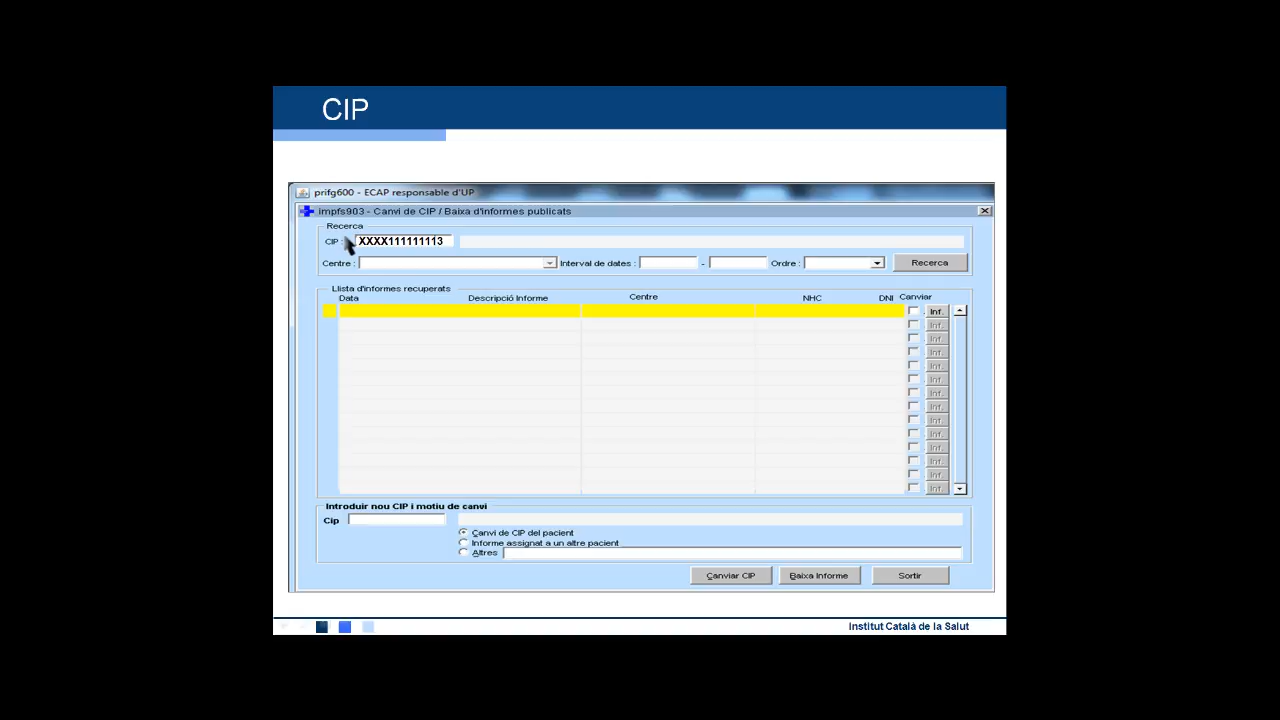 CIP
prifg600 - ECAP responsable d'UP
impfs903 - Canvi de CIP / Baixa d'informes publicats
Recerca
CIP : XXXX111111113
Centre : Interval de dates : - Ordre : Recerca
Llista d'informes recuperats
Data Descripció Informe Centre NHC DNI Canviar
Inf.
Inf.
Inf.
Inf.
Inf.
Inf.
Inf.
Inf.
Inf.
Inf.
Inf.
Inf.
Inf.
Inf.
Introduir nou CIP i motiu de canvi
Cip
Canvi de CIP del pacient
Informe assignat a un altre pacient
Altres
Canviar CIP Baixa Informe Sortir
Institut Català de la Salut